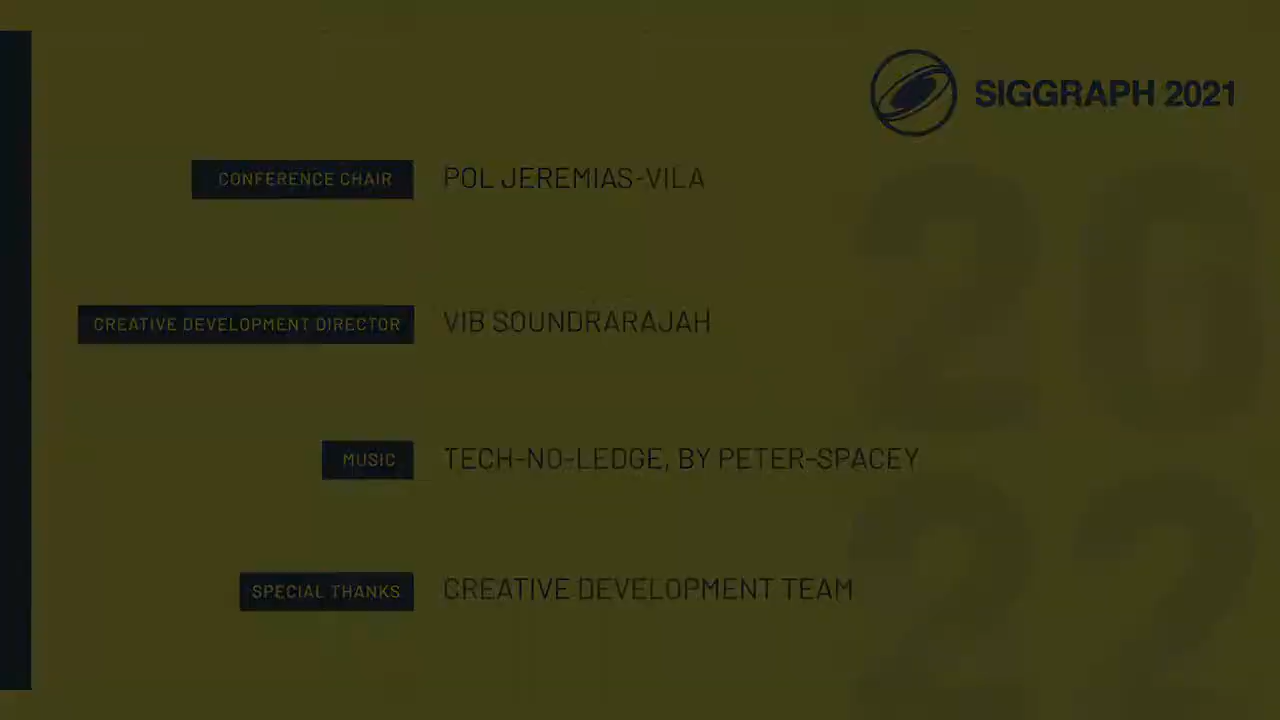 SIGGRAPH 2021
CONFERENCE CHAIR POL JEREMIAS-VILA
CREATIVE DEVELOPMENT DIRECTOR VIB SOUNDRARAJAH
MUSIC TECH-NO-LEDGE, BY PETER-SPACEY
SPECIAL THANKS CREATIVE DEVELOPMENT TEAM